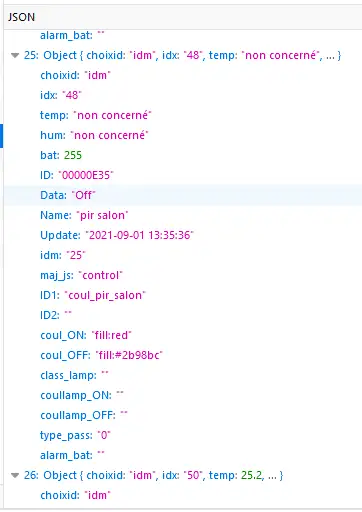 JSON
alarm_bat: ""
25: Object { choixid: "idm", idx: "48", temp: "non concerné", ... }
choixid: "idm"
idx: "48"
temp: "non concerné"
hum: "non concerné"
bat: 255
ID: "00000E35"
Data: "Off"
Name: "pir salon"
Update: "2021-09-01 13:35:36"
idm: "25"
maj_js: "control"
ID1: "coul_pir_salon"
ID2: ""
coul_ON: "fill:red"
coul_OFF: "fill:#2b98bc"
class_lamp: ""
coullamp_ON: ""
coullamp_OFF: ""
type_pass: "0"
alarm_bat: ""
26: Object { choixid: "idm", idx: "50", temp: 25.2, ... }
choixid: "idm"